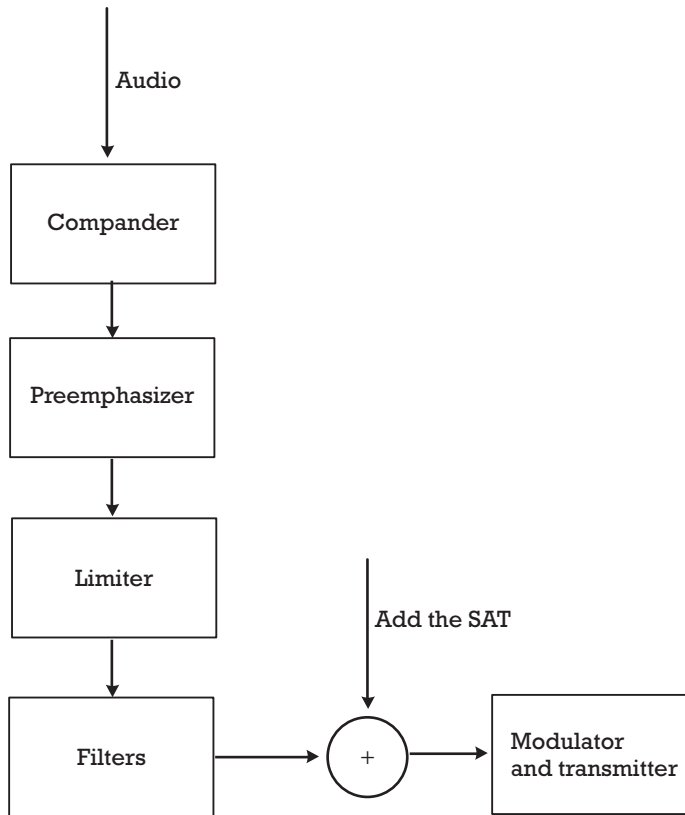 Audio
Compander
Preemphasizer
Limiter
Add the SAT
Filters
+
Modulator
and transmitter